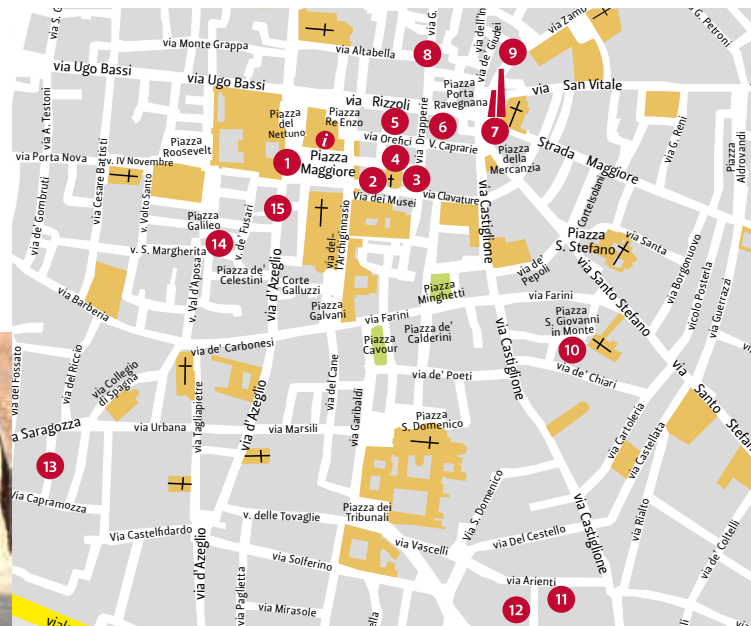 via S. G
via Monte Grappa
via Altabella
via G.
8
via dell'In
via de' Giudei
9
via Zamb
via G. Petroni
via Ugo Bassi
via Ugo Bassi
via A. Testoni
Piazza
del
Nettuno
Piazza
Re Enzo
via Rizzoli
5
Piazza
Porta
Ravegnana
via
San Vitale
i
via Orefici
via Drapperie
6
7
Strada Maggiore
via G. Reni
Piazza
Aldrovandi
via Porta Nova
via Cesare Battisti
v. IV Novembre
Piazza
Roosevelt
1
Piazza
Maggiore
4
V. Caprarie
Piazza
della
Mercanzia
2
3
via Clavature
Via dei Musei
via Castiglione
via de' Gombruti
v. Volto Santo
15
Piazza
Galileo
v. de' Fusari
14
v. S. Margherita
v. Val d'Aposa
Piazza de'
Celestini
via d'Azeglio
Corte
Galluzzi
via del-
l'Archiginnasio
Piazza
S. Stefano
via Santa
via Borgonuovo
vicolo Posterla
via Guerrazzi
via de'
Pepoli
via Santo Stefano
Piazza
Minghetti
via Barberia
Piazza
Galvani
via Farini
via Farini
Piazza
Cavour
Piazza de'
Calderini
Piazza
S. Giovanni
in Monte
10
via de' Chiari
via del Fossato
via del Riccio
via Collegio
di Spagna
via de' Carbonesi
via del Cane
via de' Poeti
via Castiglione
via Santo Stefan
via Tagliapietre
via d'Azeglio
via Garibaldi
a Saragozza
via Urbana
via Marsili
Piazza
S. Domenico
via Cartoleria
via Castellata
13
via Capramozza
v. delle Tovaglie
Piazza dei
Tribunali
via S. Domenico
via Castiglione
via Rialto
via de' Coltelli
Via Castelfidardo
via d'Azeglio
via Solferino
via Vascelli
via Del Cestello
via Paglietta
via Mirasole
via Arienti
12
11